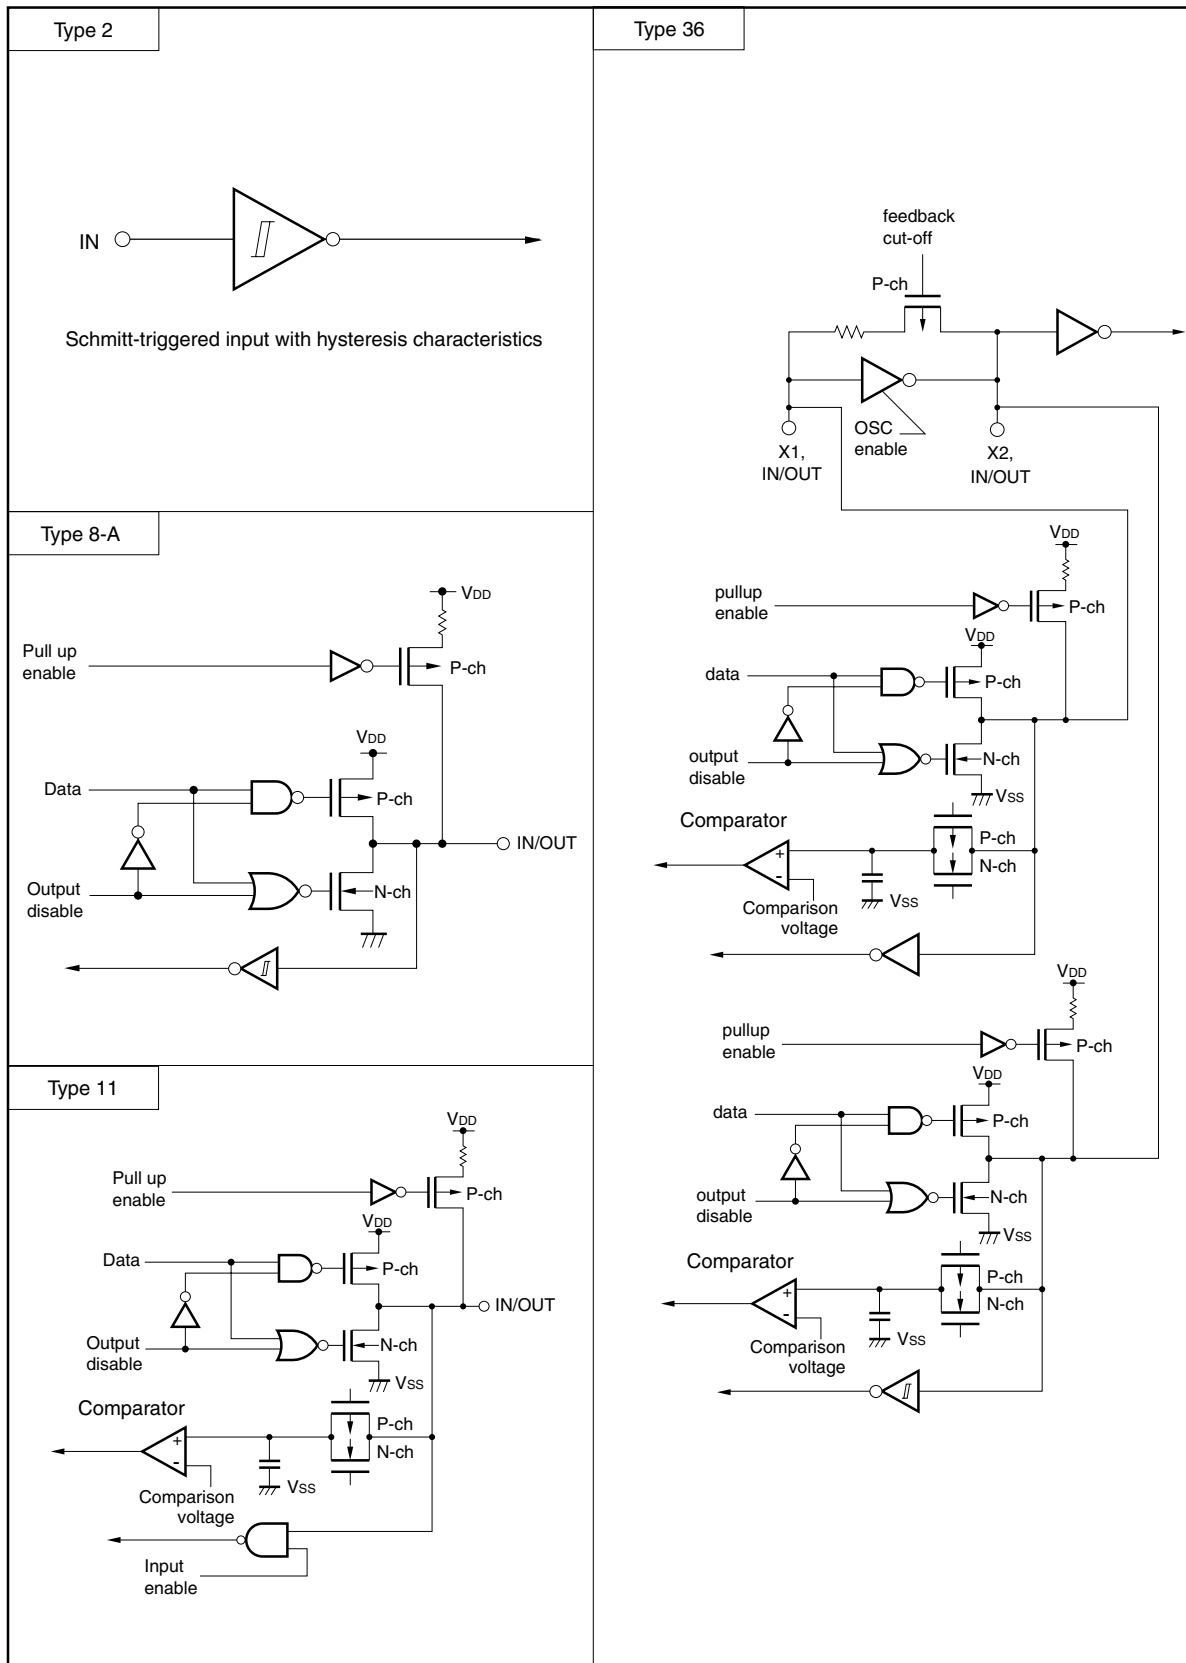 Type 2
IN
Schmitt-triggered input with hysteresis characteristics
Type 8-A
VDD
Pull up
enable
P-ch
VDD
Data
P-ch
IN/OUT
Output
disable
N-ch
Type 11
VDD
Pull up
enable
P-ch
VDD
Data
P-ch
IN/OUT
Output
disable
N-ch
VSS
Comparator
P-ch
N-ch
+
-
VSS
Comparison
voltage
Input
enable
Type 36
feedback
cut-off
P-ch
OSC
enable
X1,
IN/OUT
X2,
IN/OUT
VDD
pullup
enable
P-ch
VDD
data
P-ch
output
disable
N-ch
VSS
Comparator
P-ch
N-ch
+
-
VSS
Comparison
voltage
VDD
pullup
enable
P-ch
VDD
data
P-ch
output
disable
N-ch
VSS
Comparator
P-ch
N-ch
+
-
VSS
Comparison
voltage